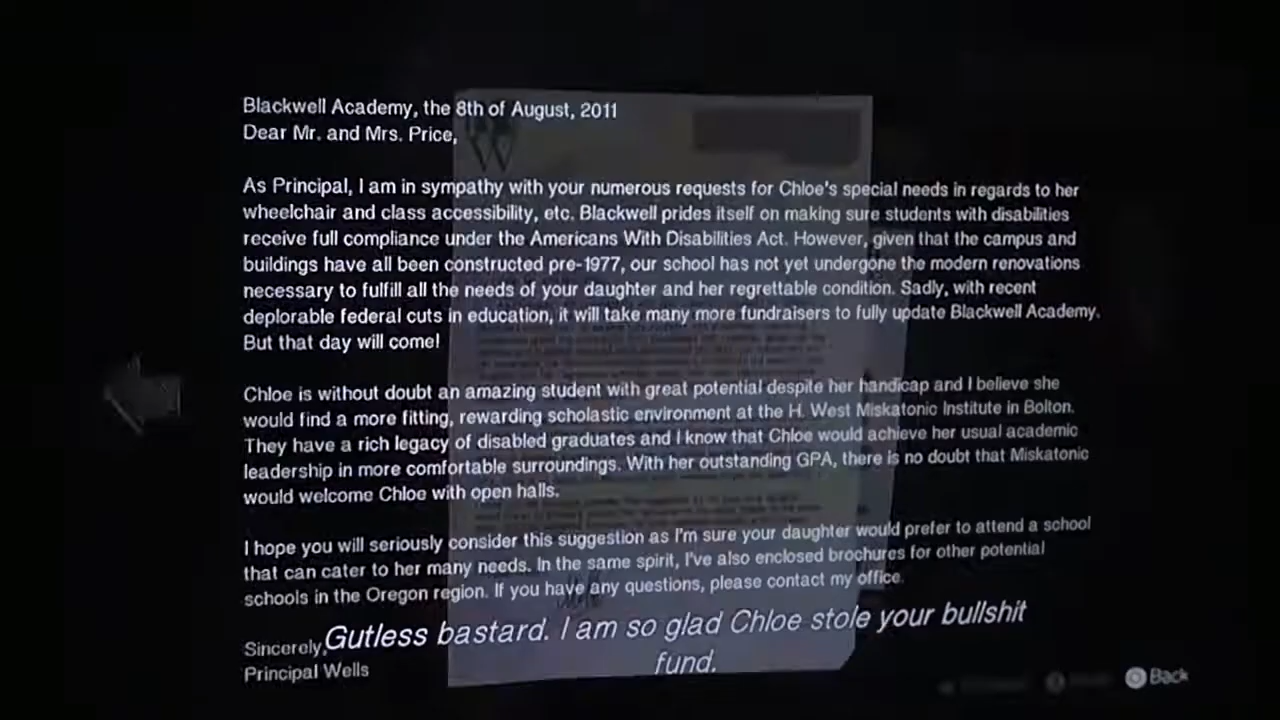 Blackwell Academy, the 8th of August, 2011
Dear Mr. and Mrs. Price,
As Principal, I am in sympathy with your numerous requests for Chloe's special needs in regards to her
wheelchair and class accessibility, etc. Blackwell prides itself on making sure students with disabilities
receive full compliance under the Americans With Disabilities Act. However, given that the campus and
buildings have all been constructed pre-1977, our school has not yet undergone the modern renovations
necessary to fulfill all the needs of your daughter and her regrettable condition. Sadly, with recent
deplorable federal cuts in education, it will take many more fundraisers to fully update Blackwell Academy.
But that day will come!
Chloe is without doubt an amazing student with great potential despite her handicap and I believe she
would find a more fitting, rewarding scholastic environment at the H. West Miskatonic Institute in Bolton.
They have a rich legacy of disabled graduates and I know that Chloe would achieve her usual academic
leadership in more comfortable surroundings. With her outstanding GPA, there is no doubt that Miskatonic
would welcome Chloe with open halls.
I hope you will seriously consider this suggestion as I'm sure your daughter would prefer to attend a school
that can cater to her many needs. In the same spirit, I've also enclosed brochures for other potential
schools in the Oregon region. If you have any questions, please contact my office.
Sincerely,
Principal Wells
Gutless bastard. I am so glad Chloe stole your bullshit
fund.
Back